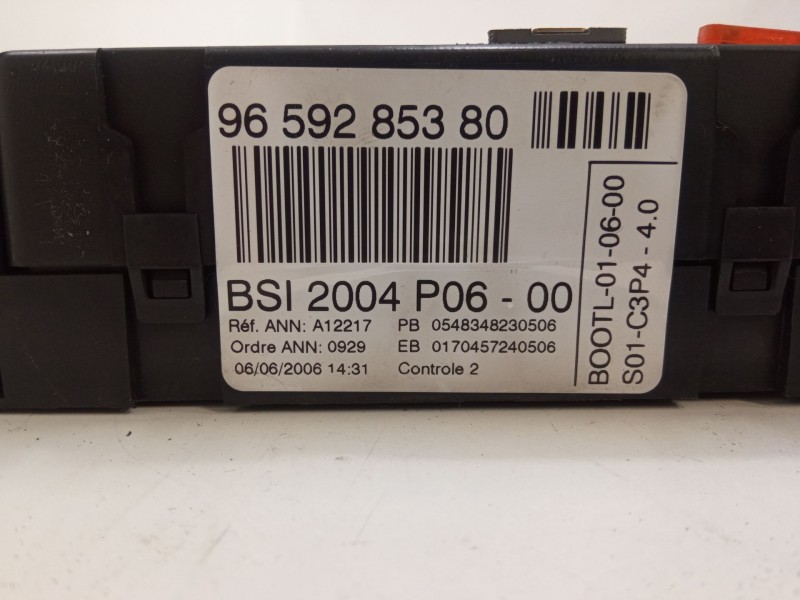 96 592 853 80
BSI 2004 P06 - 00
Réf. ANN: A12217 PB 0548348230506
Ordre ANN: 0929 EB 0170457240506
06/06/2006 14:31 Controle 2
BOOTL-01-06-00
S01-C3P4 - 4.0